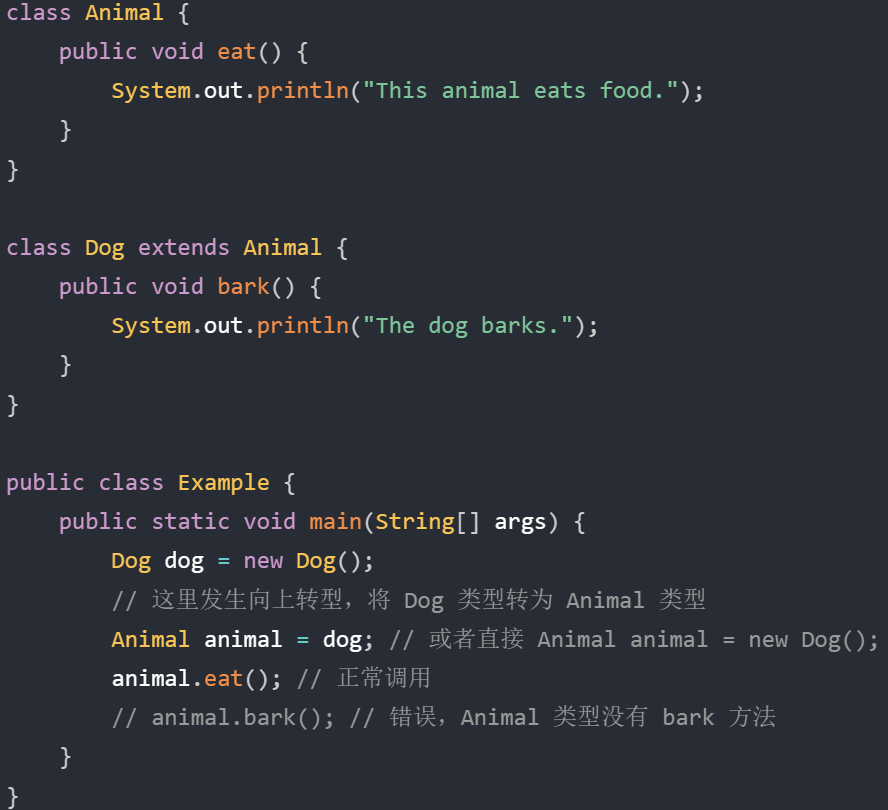 class Animal {
    public void eat() {
        System.out.println("This animal eats food.");
    }
}

class Dog extends Animal {
    public void bark() {
        System.out.println("The dog barks.");
    }
}

public class Example {
    public static void main(String[] args) {
        Dog dog = new Dog();
        // 这里发生向上转型，将 Dog 类型转为 Animal 类型
        Animal animal = dog; // 或者直接 Animal animal = new Dog();
        animal.eat(); // 正常调用
        // animal.bark(); // 错误，Animal 类型没有 bark 方法
    }
}